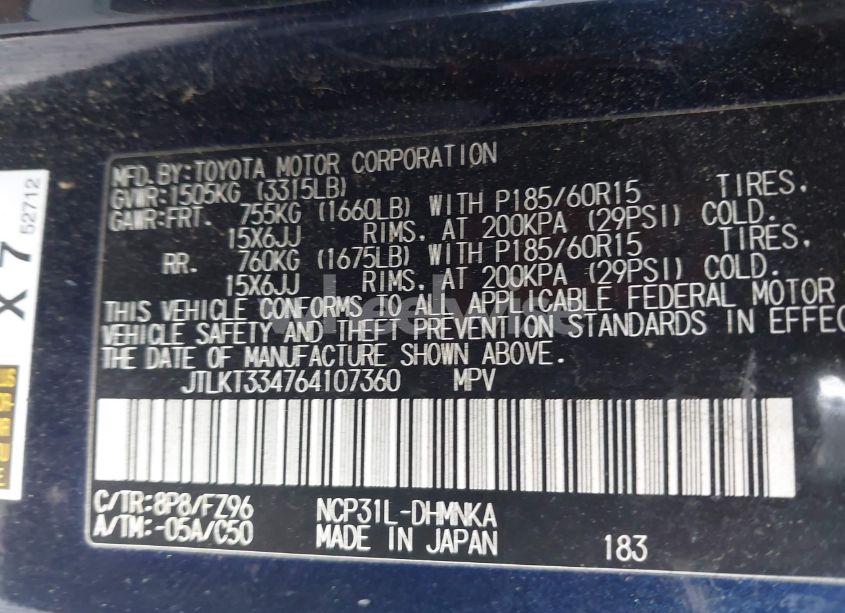 MFD. BY: TOYOTA MOTOR CORPORATION
GVWR: 1505KG (3315LB)
GAWR: FRT. 755KG (1660LB) WITH P185/60R15 TIRES,
15X6JJ RIMS, AT 200KPA (29PSI) COLD.
RR. 760KG (1675LB) WITH P185/60R15 TIRES,
15X6JJ RIMS, AT 200KPA (29PSI) COLD.
THIS VEHICLE CONFORMS TO ALL APPLICABLE FEDERAL MOTOR
VEHICLE SAFETY AND THEFT PREVENTION STANDARDS IN EFFEC
THE DATE OF MANUFACTURE SHOWN ABOVE.
JTLKT334764107360 MPV
C/TR: 8P8/FZ96 NCP31L-DHMNKA
A/TM: -05A/C50 MADE IN JAPAN 183
X 7
52712